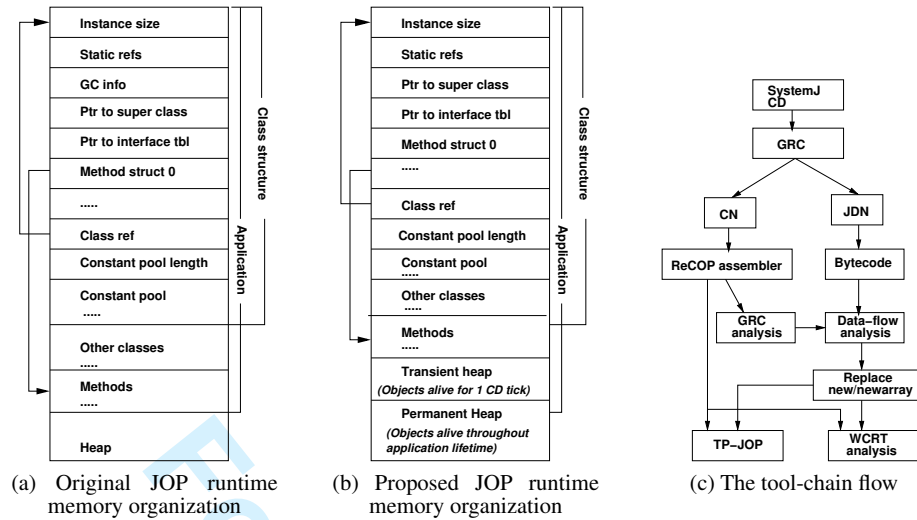 Instance size
Static refs
GC info
Ptr to super class
Ptr to interface tbl
Method struct 0
.....
Class ref
Constant pool length
Constant pool
.....
Other classes
.....
Methods
.....
Heap
Application
Class structure
(a) Original JOP runtime
memory organization
Instance size
Static refs
Ptr to super class
Ptr to interface tbl
Method struct 0
.....
Class ref
Constant pool length
Constant pool
.....
Other classes
.....
Methods
.....
Transient heap
(Objects alive for 1 CD tick)
Permanent Heap
(Objects alive throughout
application lifetime)
Application
Class structure
(b) Proposed JOP runtime
memory organization
SystemJ
CD
GRC
CN
JDN
ReCOP assembler
Bytecode
GRC
analysis
Data-flow
analysis
Replace
new/newarray
TP-JOP
WCRT
analysis
(c) The tool-chain flow